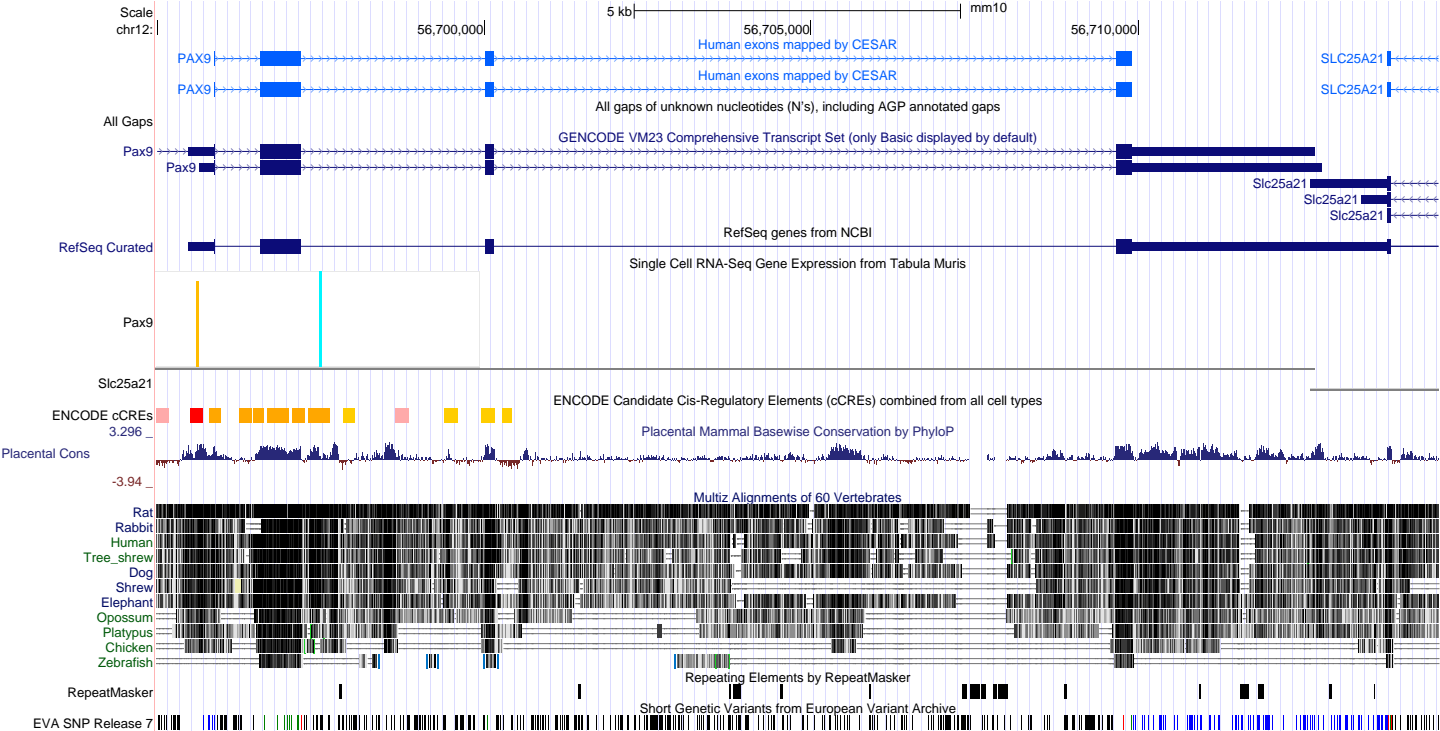 Scale 5 kb mm10
chr12: 56,700,000 56,705,000 56,710,000
Human exons mapped by CESAR
PAX9 SLC25A21
Human exons mapped by CESAR
PAX9 SLC25A21
All gaps of unknown nucleotides (N's), including AGP annotated gaps
All Gaps
GENCODE VM23 Comprehensive Transcript Set (only Basic displayed by default)
Pax9
Pax9
Slc25a21
Slc25a21
Slc25a21
RefSeq genes from NCBI
RefSeq Curated
Single Cell RNA-Seq Gene Expression from Tabula Muris
Pax9
Slc25a21
ENCODE Candidate Cis-Regulatory Elements (cCREs) combined from all cell types
ENCODE cCREs
3.296 _
Placental Mammal Basewise Conservation by PhyloP
Placental Cons
-3.94 _
Multiz Alignments of 60 Vertebrates
Rat
Rabbit
Human
Tree_shrew
Dog
Shrew
Elephant
Opossum
Platypus
Chicken
Zebrafish
Repeating Elements by RepeatMasker
RepeatMasker
Short Genetic Variants from European Variant Archive
EVA SNP Release 7